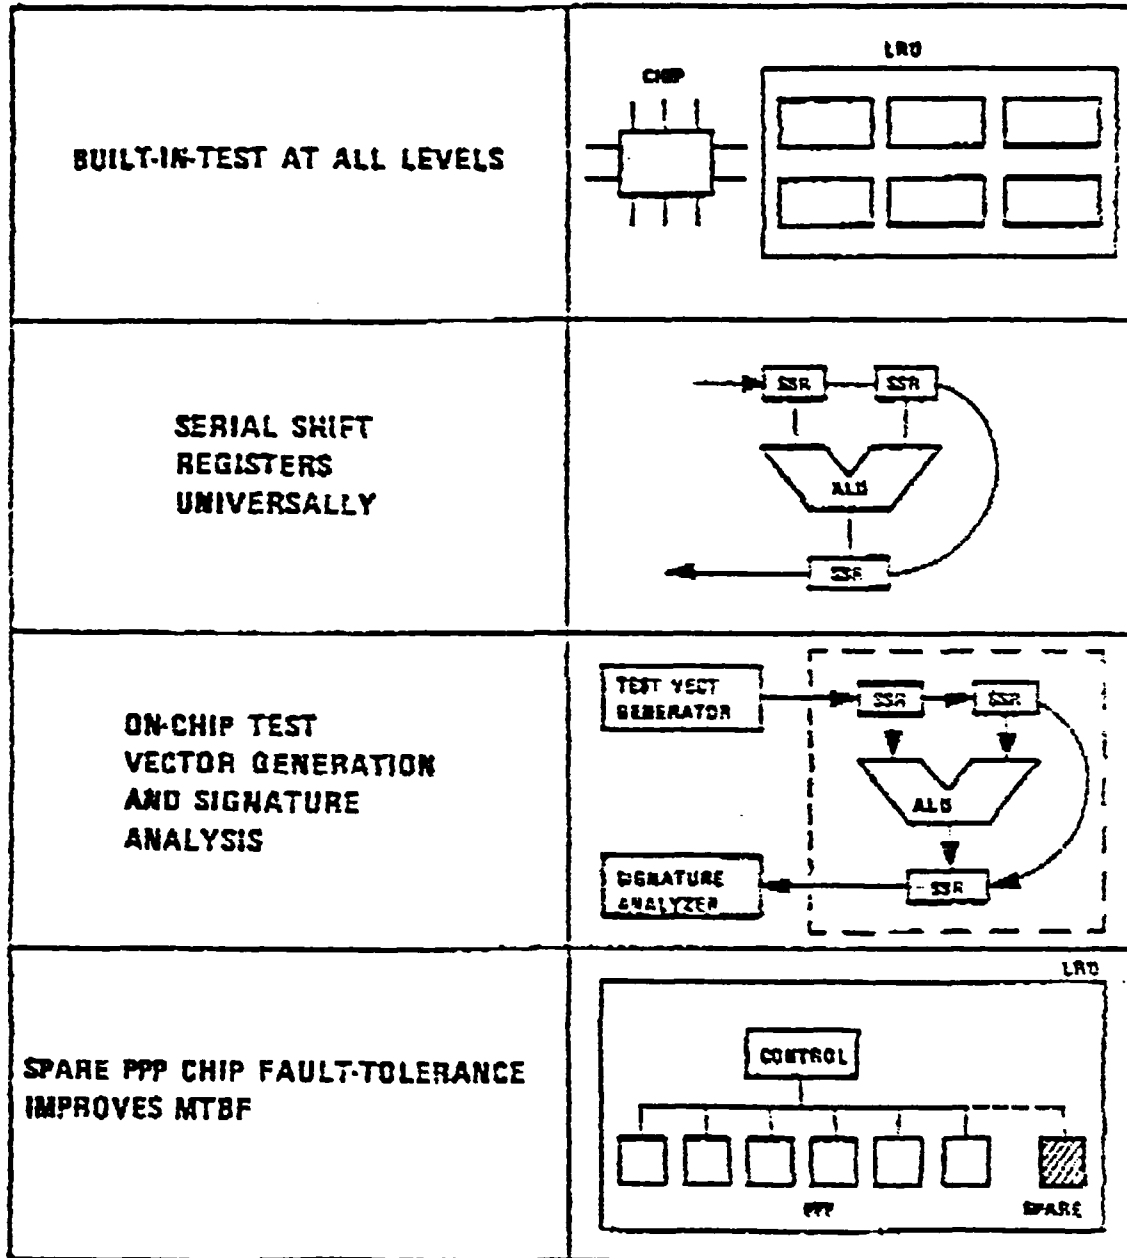 BUILT-IN-TEST AT ALL LEVELS
CHIP
LRU
SERIAL SHIFT
REGISTERS
UNIVERSALLY
SSR
SSR
ALU
SSR
ON-CHIP TEST
VECTOR GENERATION
AND SIGNATURE
ANALYSIS
TEST VECT
GENERATOR
SSR
SSR
ALU
SSR
SIGNATURE
ANALYZER
SPARE PPP CHIP FAULT-TOLERANCE
IMPROVES MTBF
LRU
CONTROL
PPP
SPARE